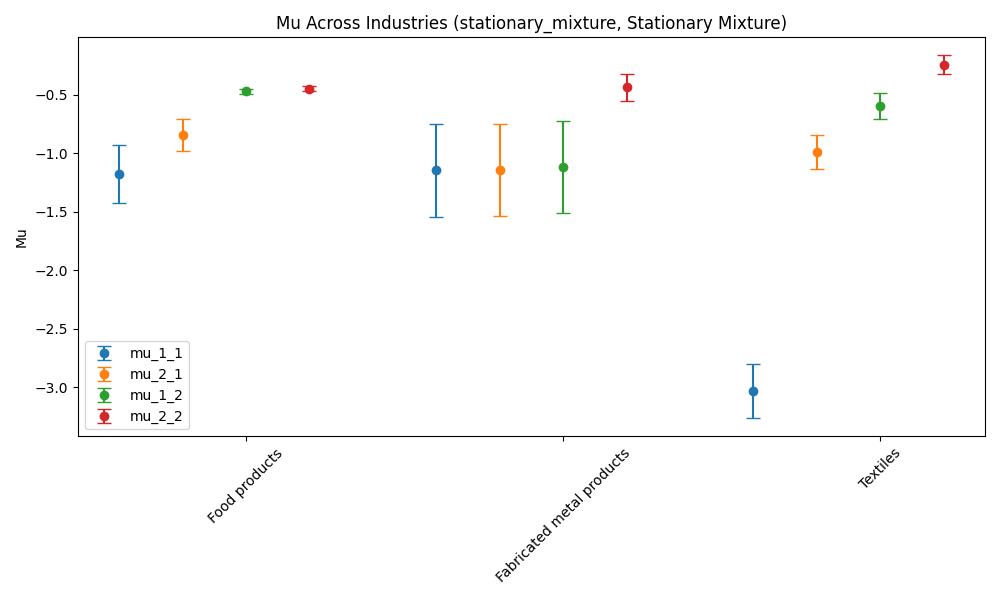 Mu Across Industries (stationary_mixture, Stationary Mixture)
Mu
−0.5
−1.0
−1.5
−2.0
−2.5
−3.0
mu_1_1
mu_2_1
mu_1_2
mu_2_2
Food products
Fabricated metal products
Textiles